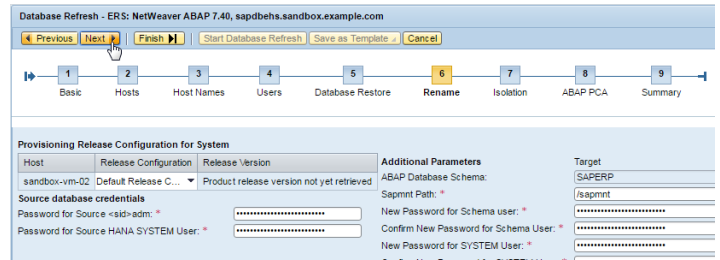 Database Refresh - ERS: NetWeaver ABAP 7.40, sapdbehs.sandbox.example.com
Previous Next Finish Start Database Refresh Save as Template Cancel
1 2 3 4 5 6 7 8 9
Basic Hosts Host Names Users Database Restore Rename Isolation ABAP PCA Summary
Provisioning Release Configuration for System
Host Release Configuration Release Version
sandbox-vm-02 Default Release C... Product release version not yet retrieved
Source database credentials
Password for Source <sid>adm: *
Password for Source HANA SYSTEM User: *
Additional Parameters Target
ABAP Database Schema: SAPERP
Sapmnt Path: * /sapmnt
New Password for Schema user: *
Confirm New Password for Schema User: *
New Password for SYSTEM User: *